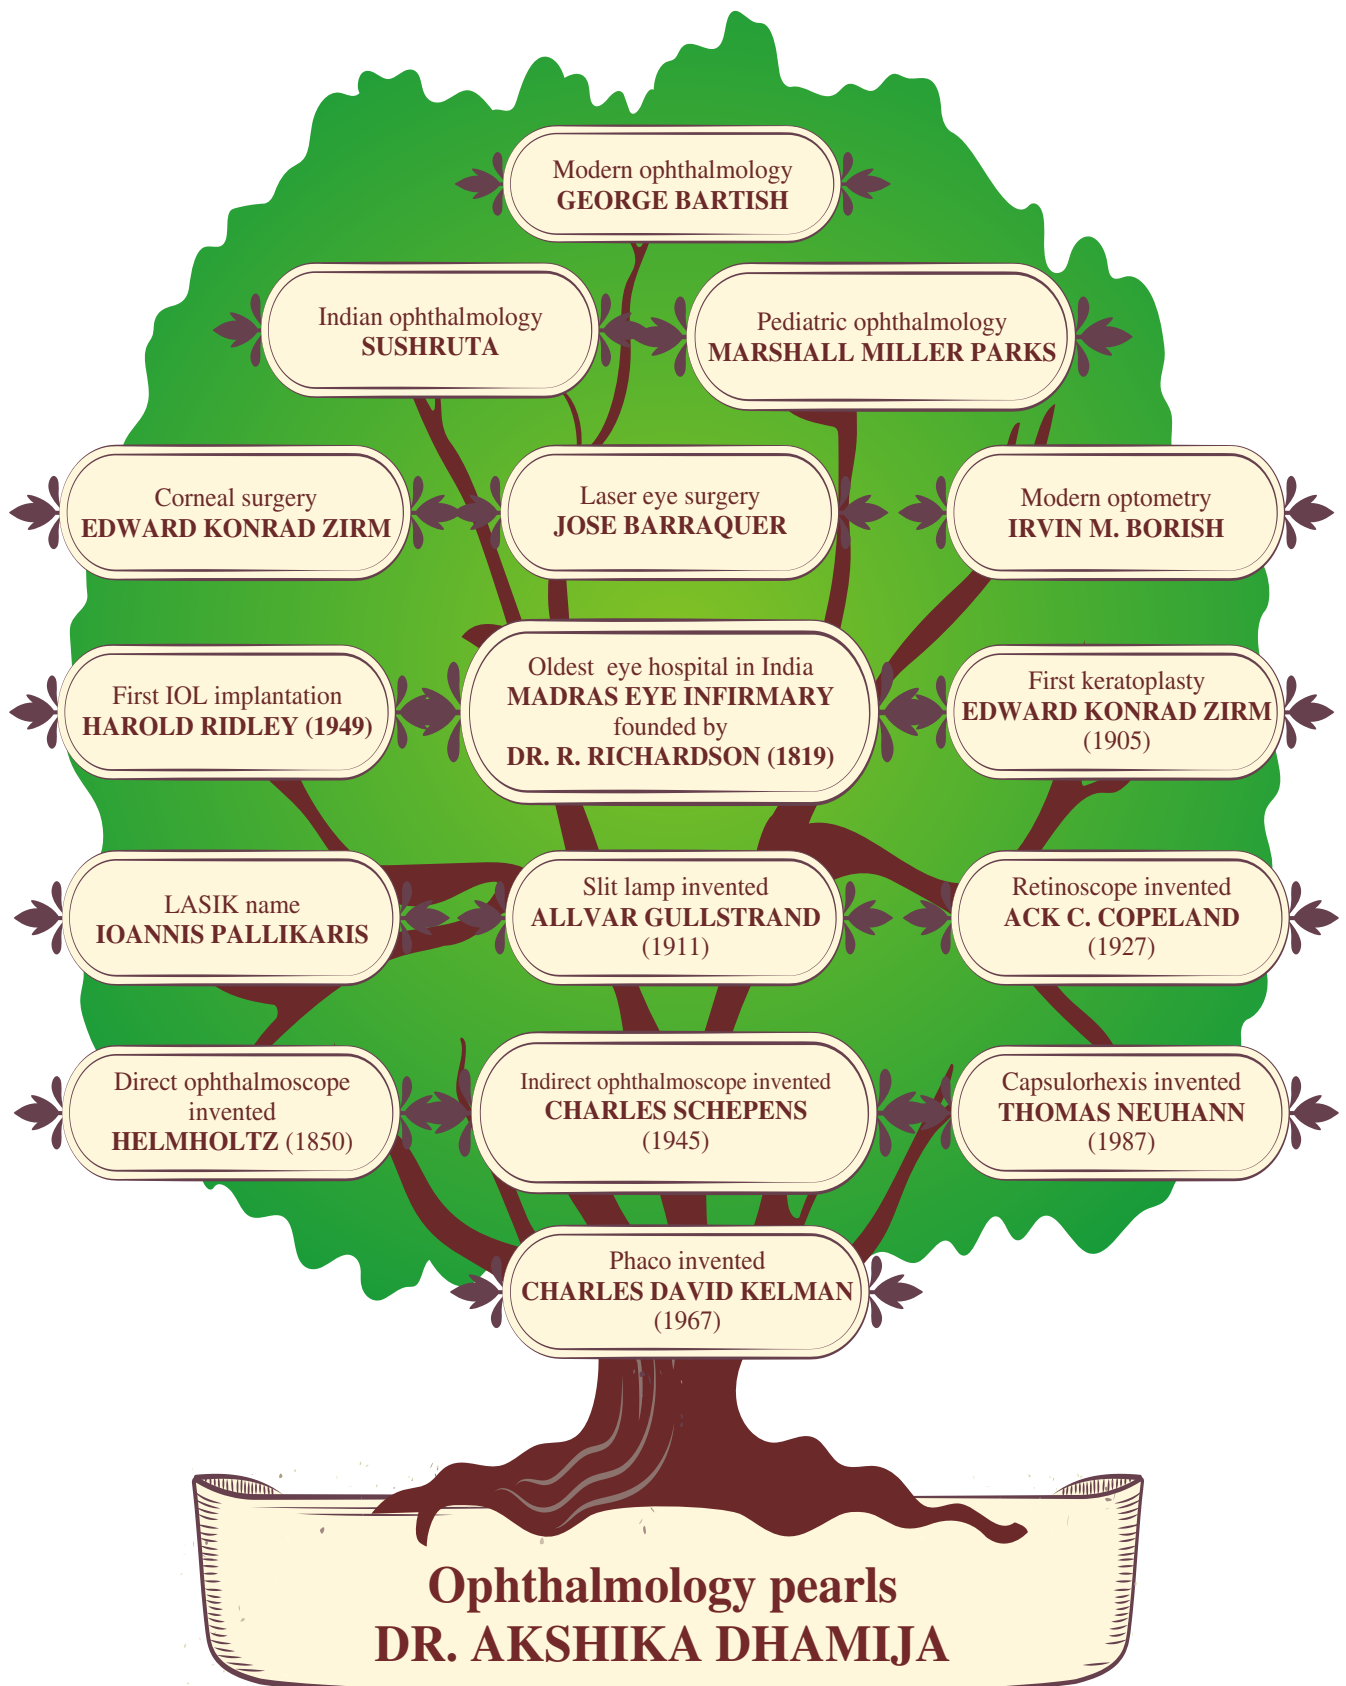 Modern ophthalmology
GEORGE BARTISH
Indian ophthalmology
SUSHRUTA
Pediatric ophthalmology
MARSHALL MILLER PARKS
Corneal surgery
EDWARD KONRAD ZIRM
Laser eye surgery
JOSE BARRAQUER
Modern optometry
IRVIN M. BORISH
First IOL implantation
HAROLD RIDLEY (1949)
Oldest eye hospital in India
MADRAS EYE INFIRMARY
founded by
DR. R. RICHARDSON (1819)
First keratoplasty
EDWARD KONRAD ZIRM
(1905)
LASIK name
IOANNIS PALLIKARIS
Slit lamp invented
ALLVAR GULLSTRAND
(1911)
Retinoscope invented
ACK C. COPELAND
(1927)
Direct ophthalmoscope
invented
HELMHOLTZ (1850)
Indirect ophthalmoscope invented
CHARLES SCHEPENS
(1945)
Capsulorhexis invented
THOMAS NEUHANN
(1987)
Phaco invented
CHARLES DAVID KELMAN
(1967)
Ophthalmology pearls
DR. AKSHIKA DHAMIJA